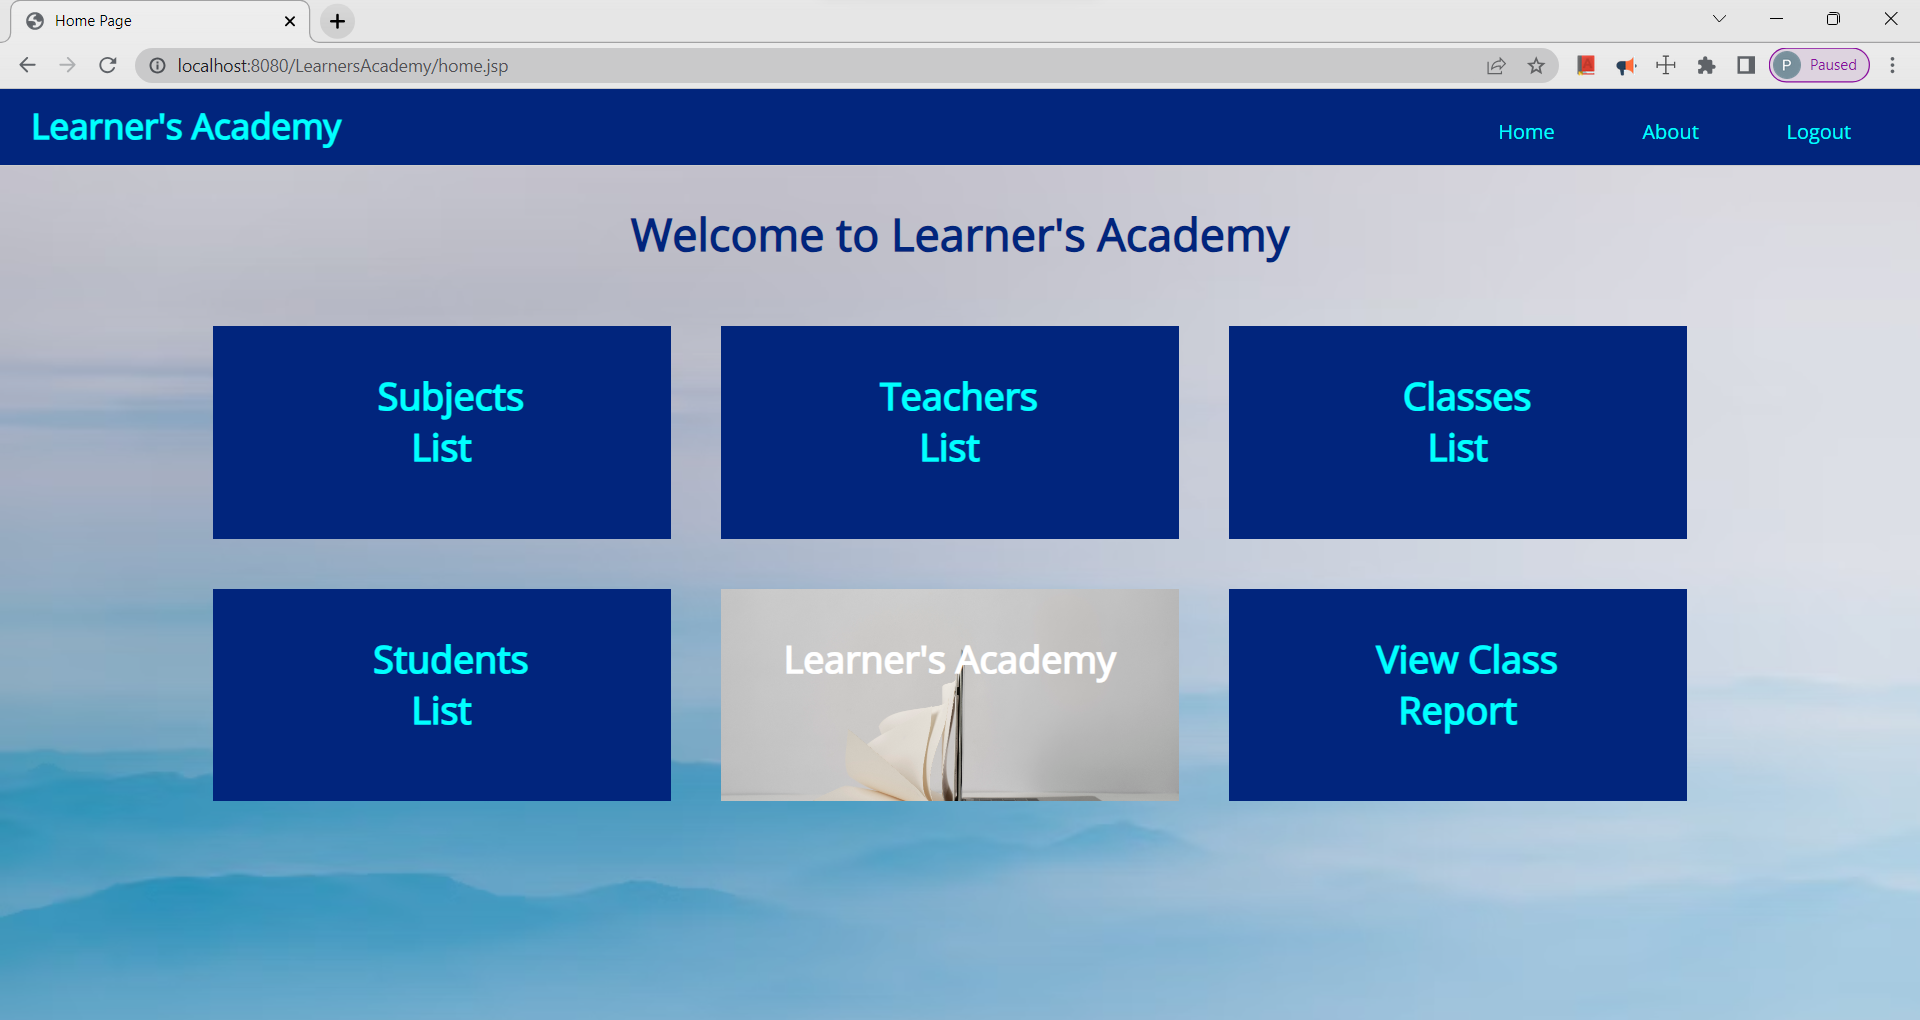 Home Page
localhost:8080/LearnersAcademy/home.jsp
P Paused
Learner's Academy
Home About Logout
Welcome to Learner's Academy
Subjects
List
Teachers
List
Classes
List
Students
List
Learner's Academy
View Class
Report